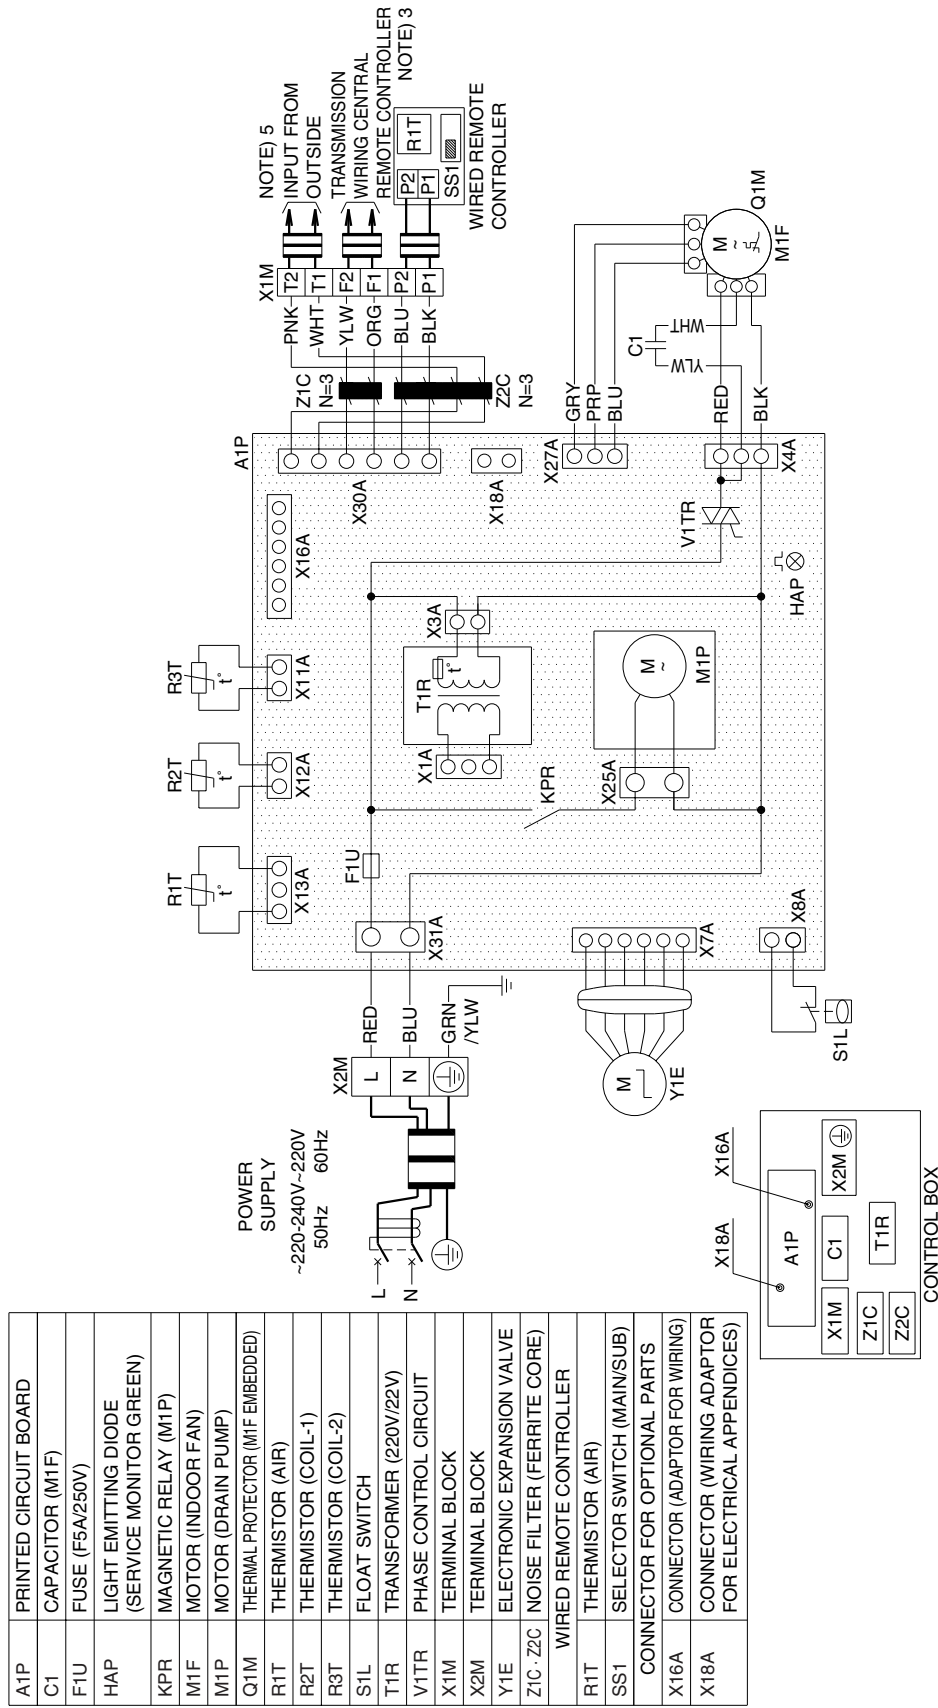 A1P PRINTED CIRCUIT BOARD
C1 CAPACITOR (M1F)
F1U FUSE (F5A/250V)
HAP LIGHT EMITTING DIODE
(SERVICE MONITOR GREEN)
KPR MAGNETIC RELAY (M1P)
M1F MOTOR (INDOOR FAN)
M1P MOTOR (DRAIN PUMP)
Q1M THERMAL PROTECTOR (M1F EMBEDDED)
R1T THERMISTOR (AIR)
R2T THERMISTOR (COIL-1)
R3T THERMISTOR (COIL-2)
S1L FLOAT SWITCH
T1R TRANSFORMER (220V/22V)
V1TR PHASE CONTROL CIRCUIT
X1M TERMINAL BLOCK
X2M TERMINAL BLOCK
Y1E ELECTRONIC EXPANSION VALVE
Z1C · Z2C NOISE FILTER (FERRITE CORE)
WIRED REMOTE CONTROLLER
R1T THERMISTOR (AIR)
SS1 SELECTOR SWITCH (MAIN/SUB)
CONNECTOR FOR OPTIONAL PARTS
X16A CONNECTOR (ADAPTOR FOR WIRING)
X18A CONNECTOR (WIRING ADAPTOR
FOR ELECTRICAL APPENDICES)
POWER
SUPPLY
~220-240V~220V
50Hz 60Hz
L
N
X2M
L
N
RED
BLU
GRN
/YLW
X31A
F1U
R1T
t°
X13A
R2T
t°
X12A
R3T
t°
X11A
X16A
A1P
X30A
X18A
X27A
X4A
V1TR
HAP
X3A
T1R
t°
X1A
KPR
X25A
M
~
M1P
X7A
M
Y1E
X8A
S1L
Z1C
N=3
Z2C
N=3
PNK
WHT
YLW
ORG
BLU
BLK
X1M
T2
T1
F2
F1
P2
P1
NOTE) 5
INPUT FROM
OUTSIDE
TRANSMISSION
WIRING CENTRAL
REMOTE CONTROLLER
NOTE) 3
P2
P1
R1T
SS1
WIRED REMOTE
CONTROLLER
GRY
PRP
BLU
RED
BLK
YLW
WHT
C1
M
~
Q1M
M1F
X18A
X16A
A1P
X1M
C1
X2M
Z1C
Z2C
T1R
CONTROL BOX